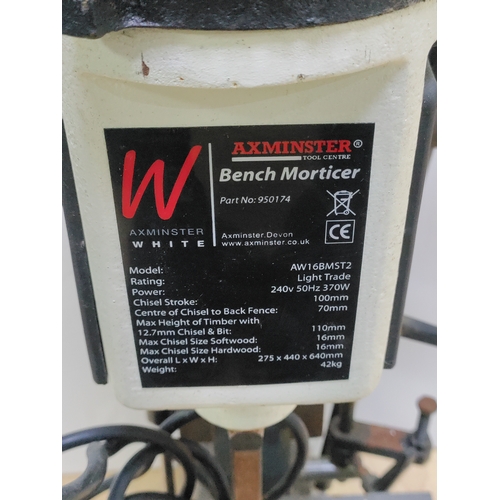 AXMINSTER®
TOOL CENTRE
Bench Morticer
Part No: 950174
W
AXMINSTER
WHITE
Axminster.Devon
www.axminster.co.uk
CE
Model: AW16BMST2
Rating: Light Trade
Power: 240v 50Hz 370W
Chisel Stroke: 100mm
Centre of Chisel to Back Fence: 70mm
Max Height of Timber with
12.7mm Chisel & Bit: 110mm
Max Chisel Size Softwood: 16mm
Max Chisel Size Hardwood: 16mm
Overall L x W x H: 275 x 440 x 640mm
Weight: 42kg